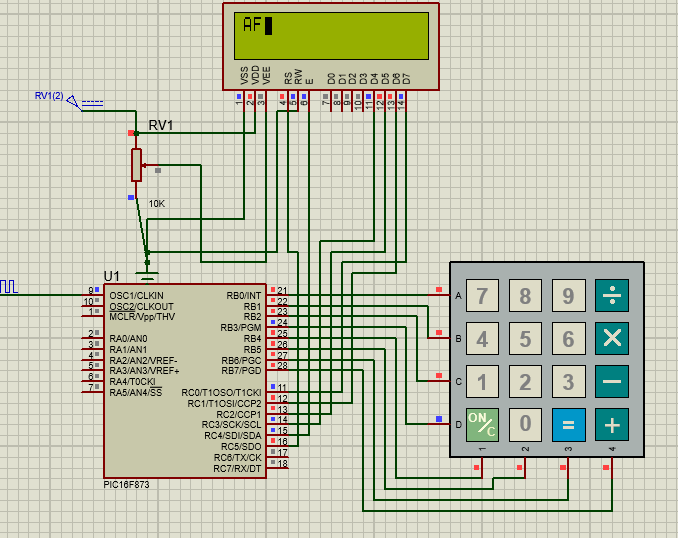 AF
VSS
VDD
VEE
RS
RW
E
D0
D1
D2
D3
D4
D5
D6
D7
1
2
3
4
5
6
7
8
9
10
11
12
13
14
RV1(2)
RV1
10K
U1
9 OSC1/CLKIN RB0/INT 21
10 OSC2/CLKOUT RB1 22
1 MCLR/Vpp/THV RB2 23
RB3/PGM 24
2 RA0/AN0 RB4 25
3 RA1/AN1 RB5 26
4 RA2/AN2/VREF- RB6/PGC 27
5 RA3/AN3/VREF+ RB7/PGD 28
6 RA4/T0CKI
7 RA5/AN4/SS RC0/T1OSO/T1CKI 11
RC1/T1OSI/CCP2 12
RC2/CCP1 13
RC3/SCK/SCL 14
RC4/SDI/SDA 15
RC5/SDO 16
RC6/TX/CK 17
RC7/RX/DT 18
PIC16F873
A 7 8 9 ÷
B 4 5 6 ×
C 1 2 3 −
D ON/C 0 = +
1 2 3 4